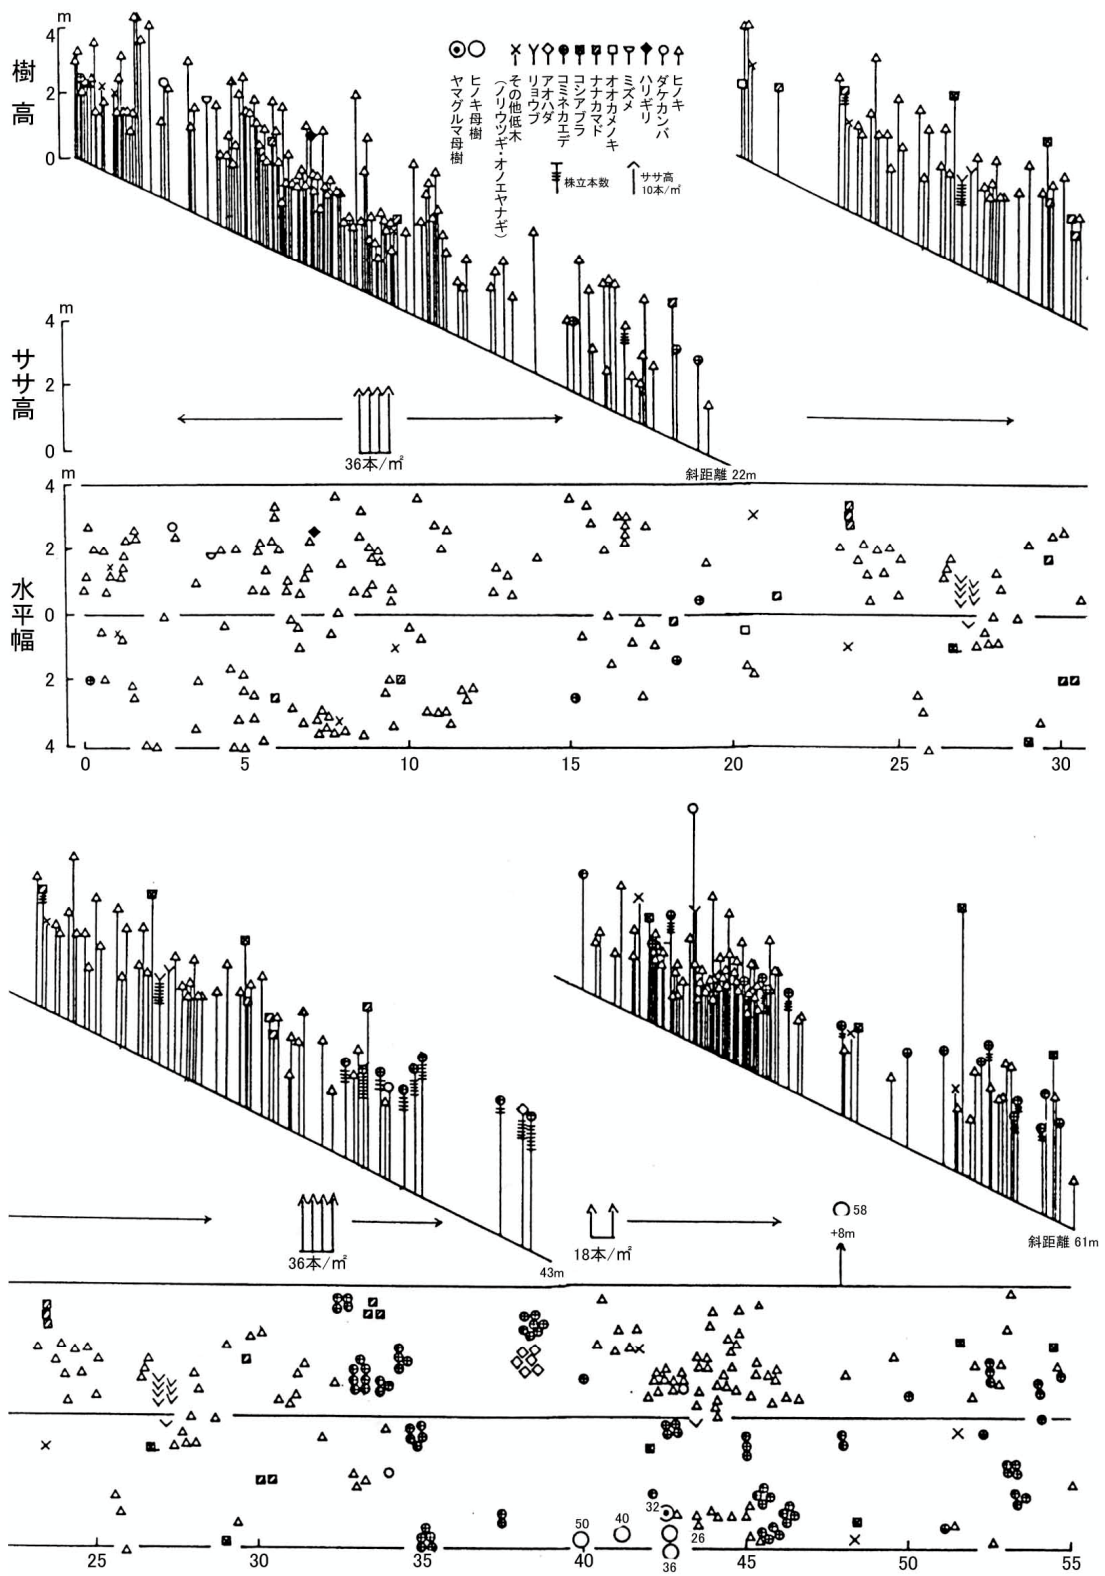 m
4
2
0
樹高
ヤマグルマ母樹
ヒノキ母樹
その他低木
(ノリウツギ・オノエヤナギ)
リョウブ
アオハダ
コミネカエデ
コシアブラ
ナナカマド
オオカメノキ
ミズメ
ハリギリ
ダケカンバ
ヒノキ
株立本数
ササ高
10本/㎡
m
4
2
0
ササ高
36本/㎡
斜距離 22m
m
4
2
0
2
4
水平幅
0 5 10 15 20 25 30
36本/㎡
43m
18本/㎡
58
+8m
斜距離 61m
32
50
40
26
36
25 30 35 40 45 50 55